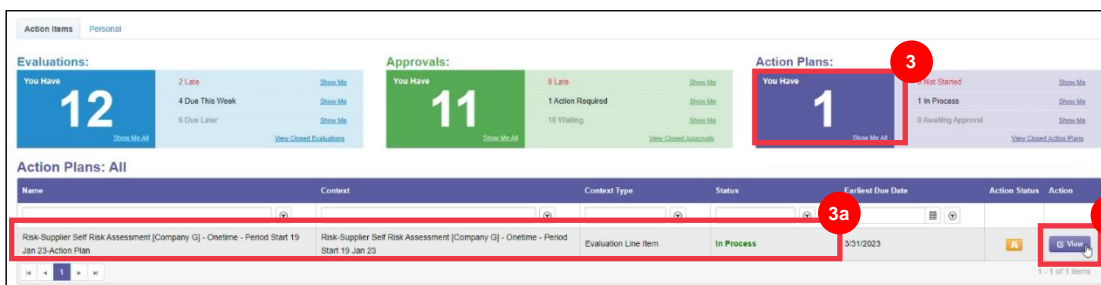 Action Items Personal
Evaluations: Approvals: Action Plans:
3
You Have 2 Late Show Me You Have 0 Late Show Me You Have Not Started Show Me
12 4 Due This Week Show Me 11 1 Action Required Show Me 1 1 In Process Show Me
6 Due Later Show Me 10 Waiting Show Me 0 Awaiting Approval Show Me
Show Me All View Closed Evaluations Show Me All View Closed Approvals Show Me All View Closed Action Plans
Action Plans: All
Name Context Context Type Status Earliest Due Date Action Status Action
3a
Risk-Supplier Self Risk Assessment [Company G] - Onetime - Period Start 19 Risk-Supplier Self Risk Assessment [Company G] - Onetime - Period Evaluation Line Item In Process 3/31/2023 View
Jan 23-Action Plan Start 19 Jan 23
1 1 - 1 of 1 items